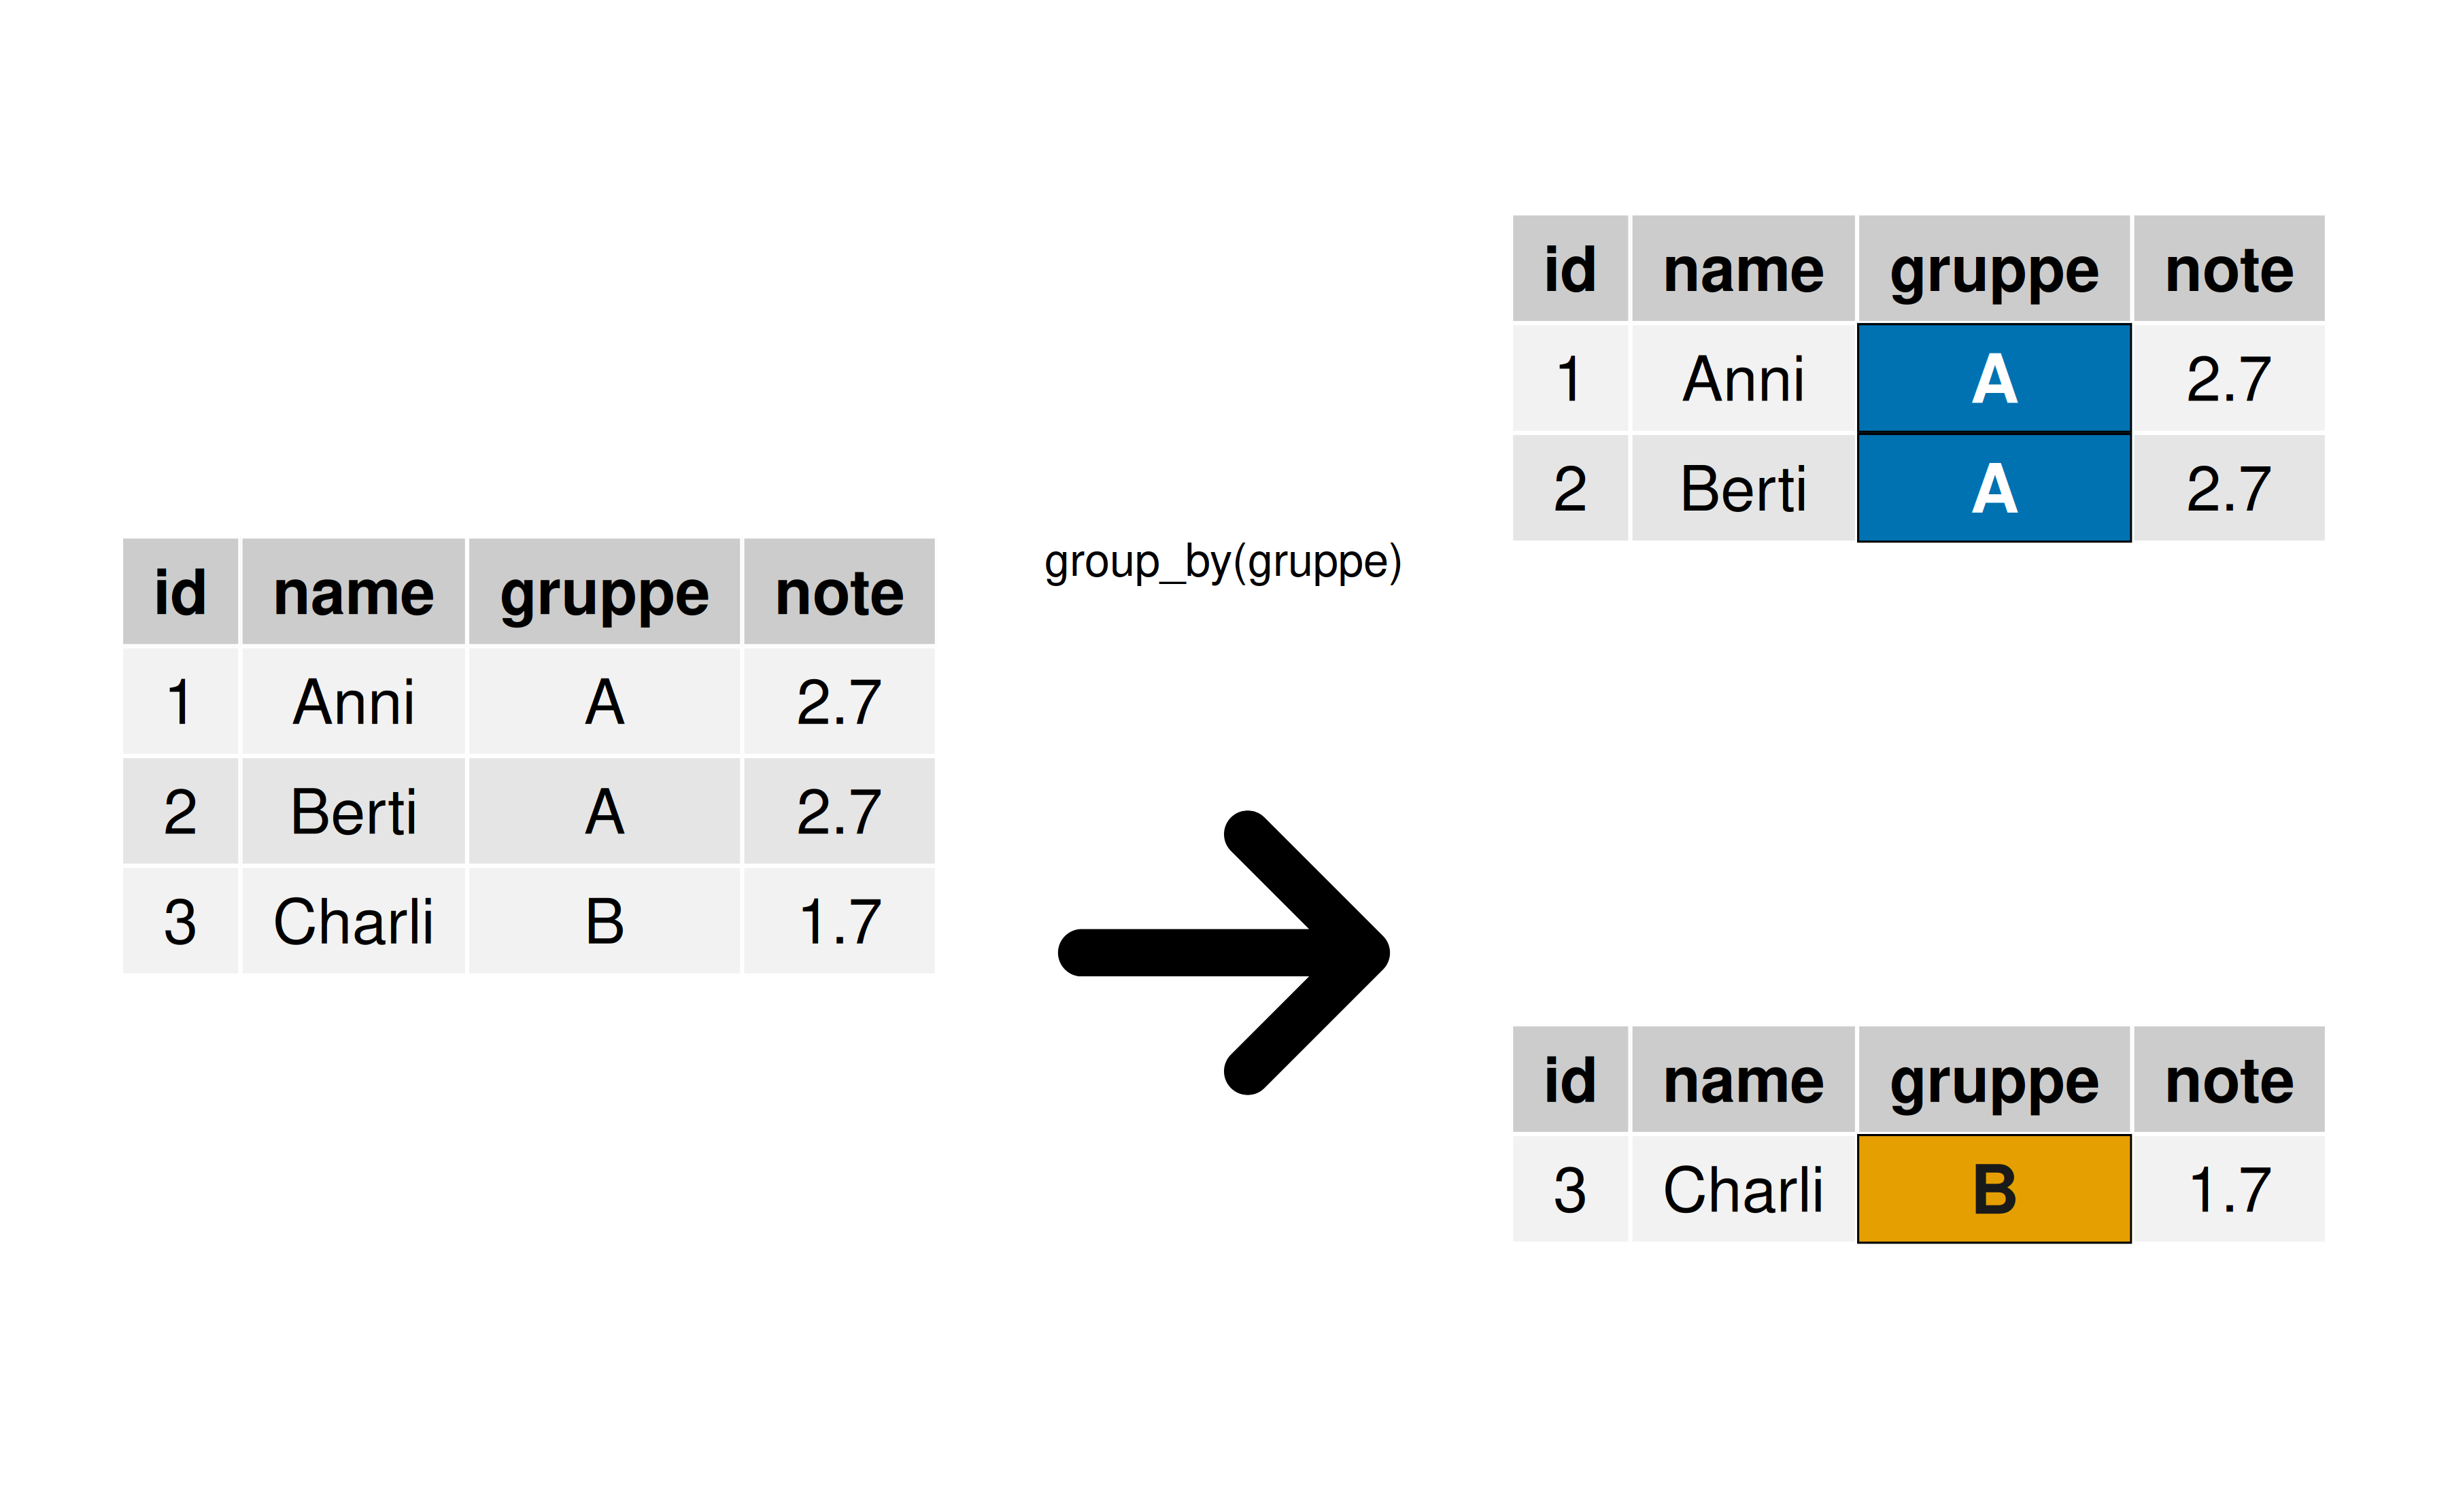 id name gruppe note
1 Anni A 2.7
2 Berti A 2.7
3 Charli B 1.7
group_by(gruppe)
id name gruppe note
1 Anni A 2.7
2 Berti A 2.7
id name gruppe note
3 Charli B 1.7